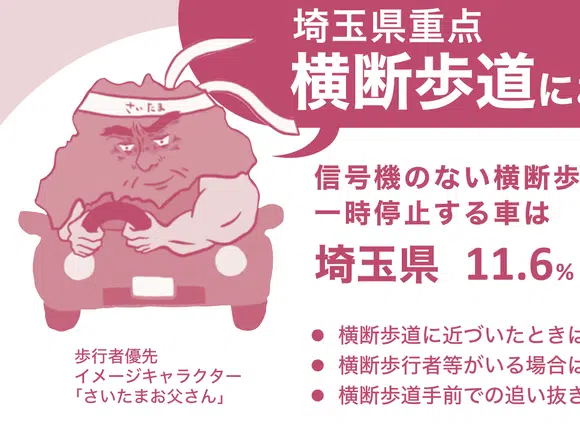 埼玉県重点
横断歩道に
さいたま
信号機のない横断歩
一時停止する車は
埼玉県 11.6%
● 横断歩道に近づいたときは
● 横断歩行者等がいる場合は
● 横断歩道手前での追い抜き
歩行者優先
イメージキャラクター
「さいたまお父さん」